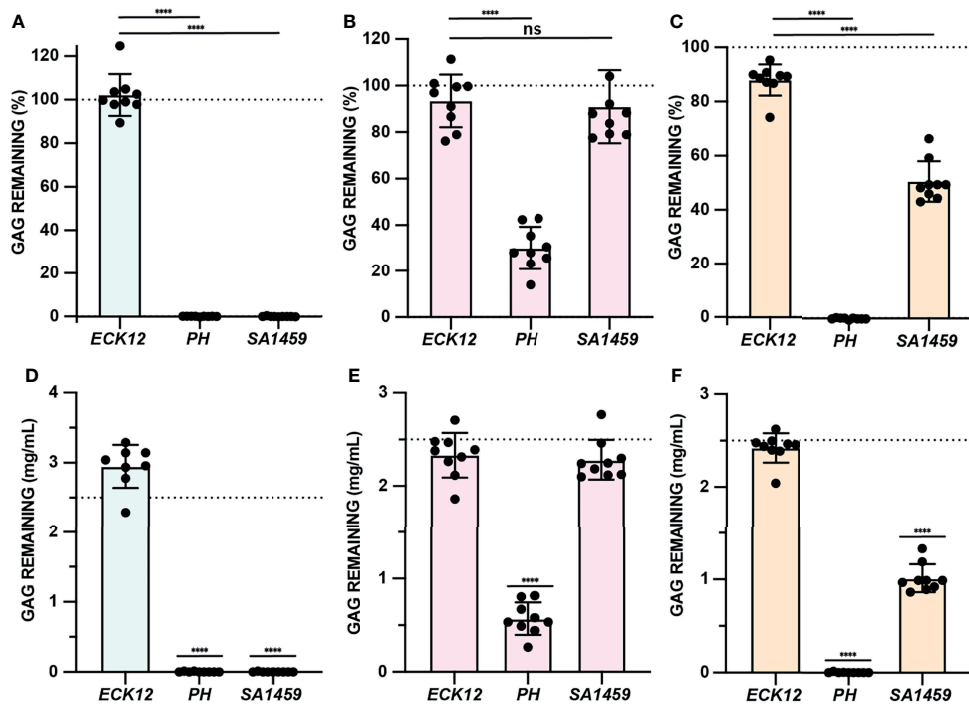 A
****
****
GAG REMAINING (%)
120
100
80
60
40
20
0
ECK12 PH SA1459
B
****
ns
GAG REMAINING (%)
120
100
80
60
40
20
0
ECK12 PH SA1459
C
****
****
GAG REMAINING (%)
100
80
60
40
20
0
ECK12 PH SA1459
D
GAG REMAINING (mg/mL)
4
3
2
1
0
**** ****
ECK12 PH SA1459
E
GAG REMAINING (mg/mL)
3
2
1
0
****
ECK12 PH SA1459
F
GAG REMAINING (mg/mL)
3
2
1
0
****
****
ECK12 PH SA1459